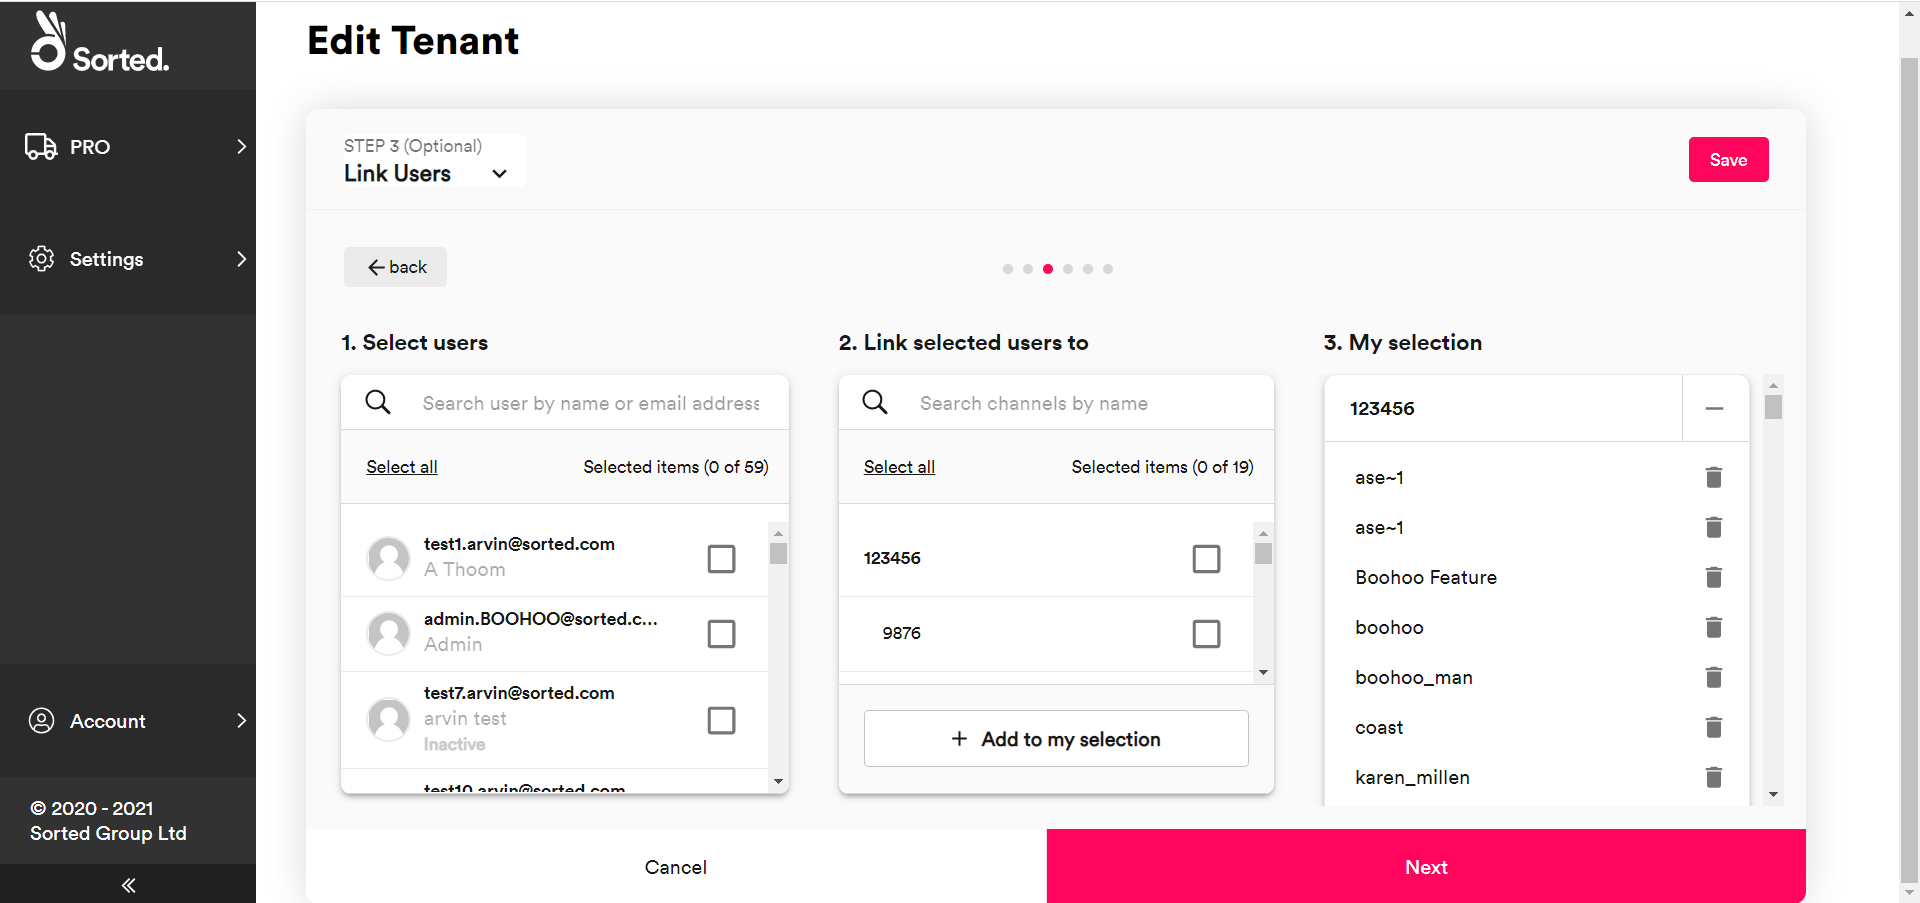 Sorted.
PRO
Settings
Account
© 2020 - 2021
Sorted Group Ltd
Edit Tenant
STEP 3 (Optional)
Link Users
Save
back
1. Select users
Search user by name or email address
Select all
Selected items (0 of 59)
test1.arvin@sorted.com
A Thoom
admin.BOOHOO@sorted.c...
Admin
test7.arvin@sorted.com
arvin test
Inactive
test10.arvin@sorted.com
2. Link selected users to
Search channels by name
Select all
Selected items (0 of 19)
123456
9876
+ Add to my selection
3. My selection
123456
ase~1
ase~1
Boohoo Feature
boohoo
boohoo_man
coast
karen_millen
Cancel
Next